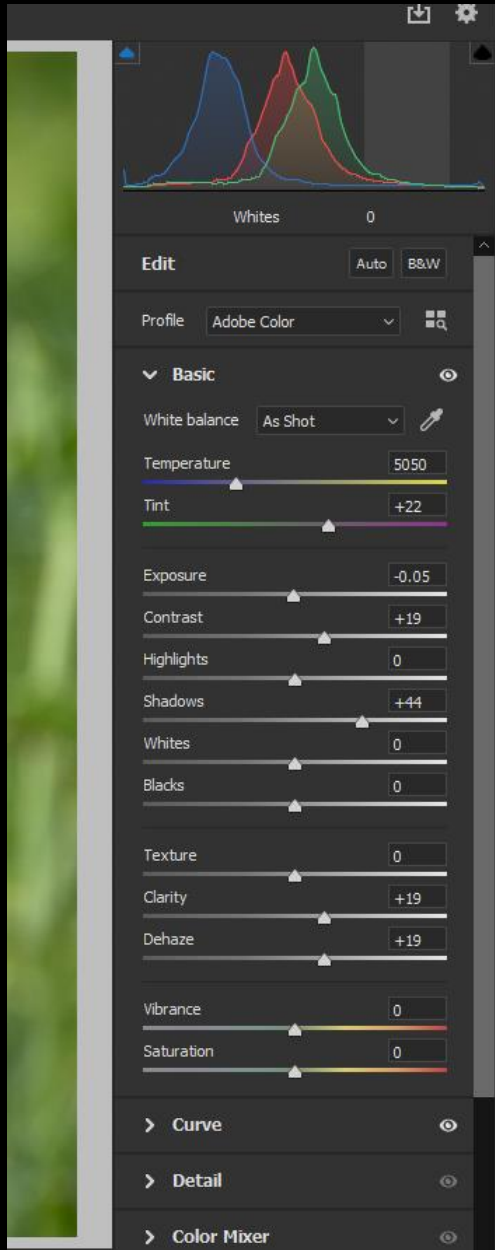 Whites 0
Edit Auto B&W
Profile Adobe Color
Basic
White balance As Shot
Temperature 5050
Tint +22
Exposure -0.05
Contrast +19
Highlights 0
Shadows +44
Whites 0
Blacks 0
Texture 0
Clarity +19
Dehaze +19
Vibrance 0
Saturation 0
Curve
Detail
Color Mixer